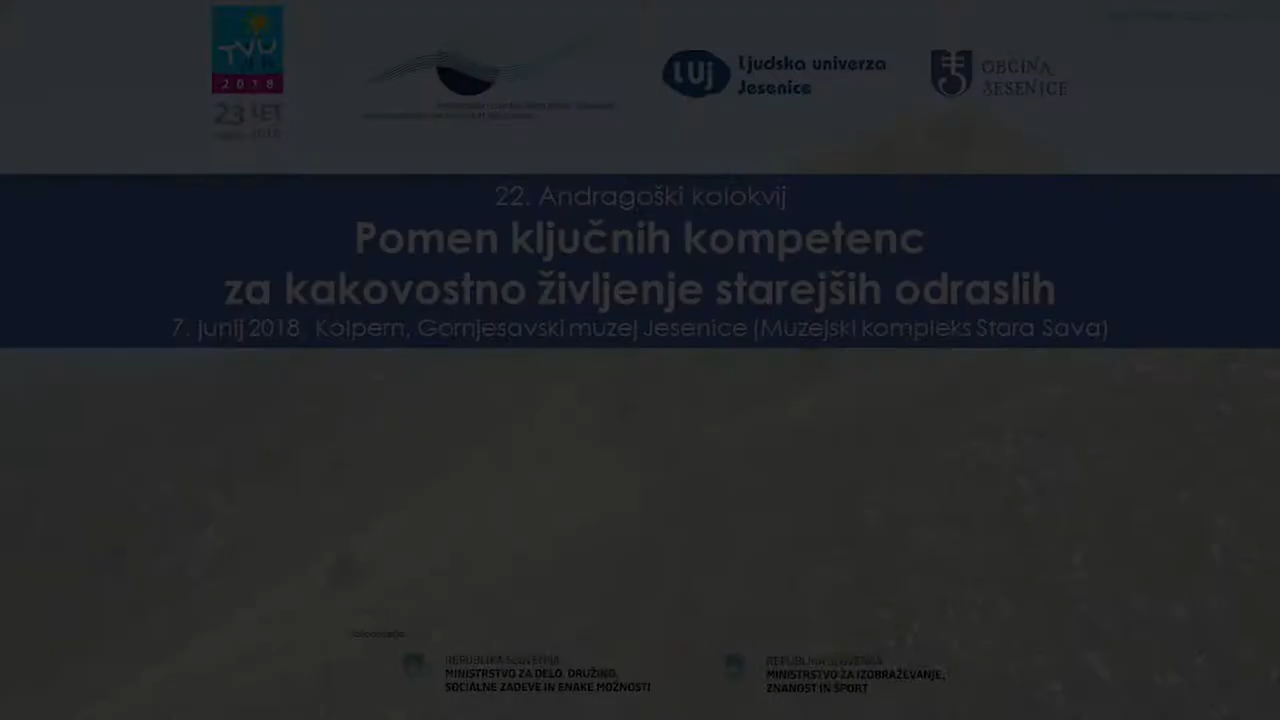 TVU
2018
23 LET
LUJ
Ljudska univerza
Jesenice
OBČINA
JESENICE
22. Andragoški kolokvij
Pomen ključnih kompetenc
za kakovostno življenje starejših odraslih
7. junij 2018, Kolpern, Gornjesavski muzej Jesenice (Muzejski kompleks Stara Sava)
REPUBLIKA SLOVENIJA
MINISTRSTVO ZA DELO, DRUŽINO,
SOCIALNE ZADEVE IN ENAKE MOŽNOSTI
REPUBLIKA SLOVENIJA
MINISTRSTVO ZA IZOBRAŽEVANJE,
ZNANOST IN ŠPORT